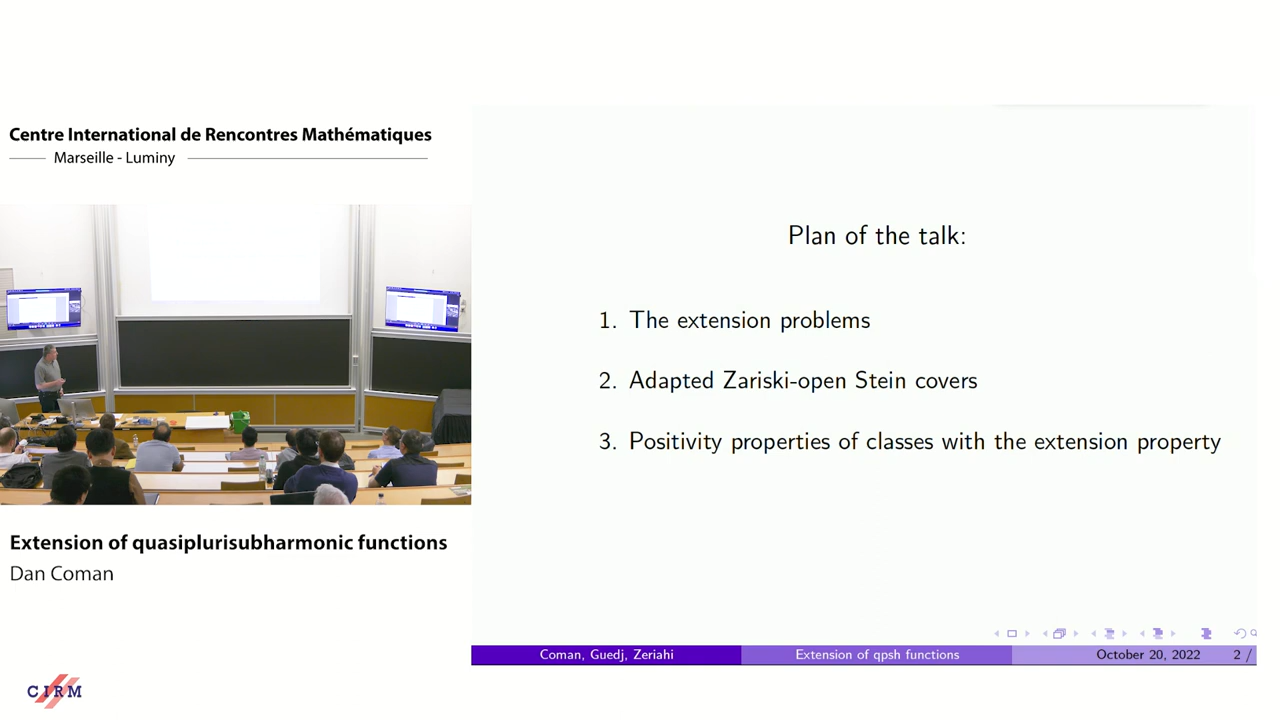 Centre International de Rencontres Mathématiques
Marseille - Luminy
Extension of quasiplurisubharmonic functions
Dan Coman
CIRM
Plan of the talk:
1. The extension problems
2. Adapted Zariski-open Stein covers
3. Positivity properties of classes with the extension property
Coman, Guedj, Zeriahi
Extension of qpsh functions
October 20, 2022
2 /